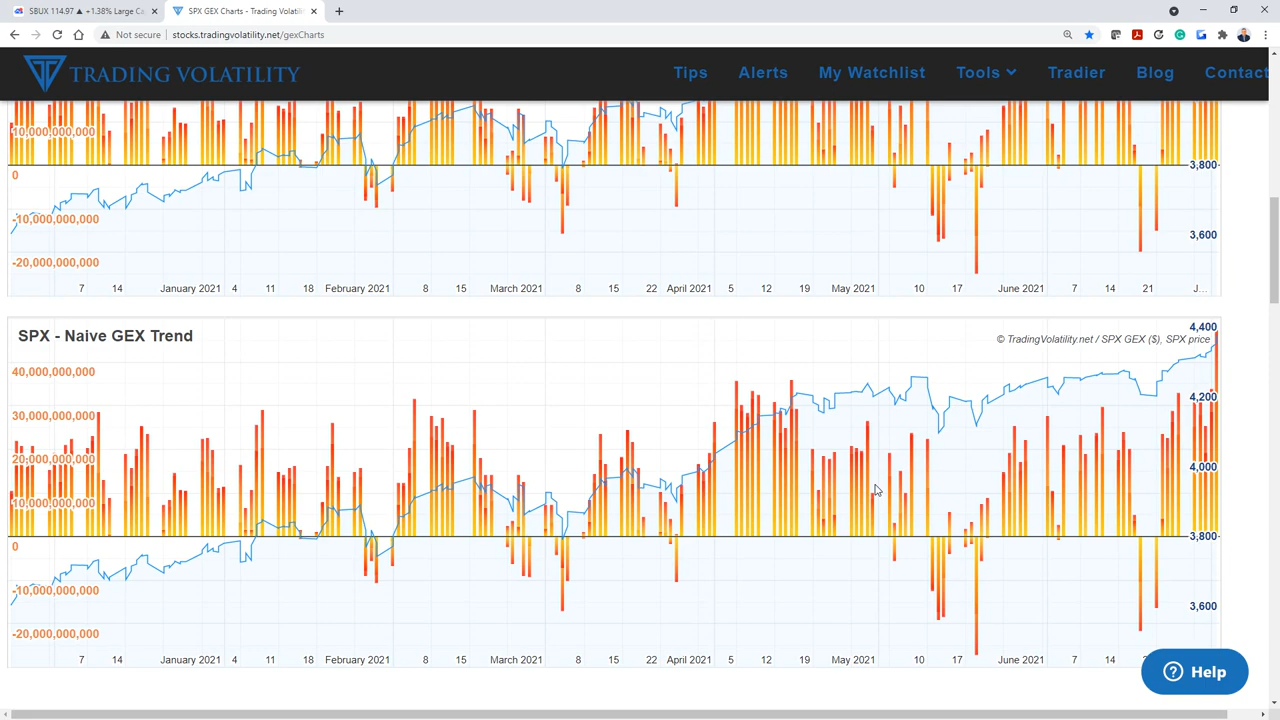 SBUX 114.97 ▲ +1.38% Large Ca
SPX GEX Charts - Trading Volatili
Not secure
stocks.tradingvolatility.net/gexCharts
TRADING VOLATILITY
Tips
Alerts
My Watchlist
Tools
Tradier
Blog
Contact
10,000,000,000
0
-10,000,000,000
-20,000,000,000
3,800
3,600
7 14 January 2021 4 11 18 February 2021 8 15 March 2021 8 15 22 April 2021 5 12 19 May 2021 10 17 June 2021 7 14 21 J...
SPX - Naive GEX Trend
© TradingVolatility.net / SPX GEX ($), SPX price
4,400
40,000,000,000
30,000,000,000
4,200
20,000,000,000
4,000
10,000,000,000
0
3,800
-10,000,000,000
3,600
-20,000,000,000
7 14 January 2021 4 11 18 February 2021 8 15 March 2021 8 15 22 April 2021 5 12 19 May 2021 10 17 June 2021 7 14
Help